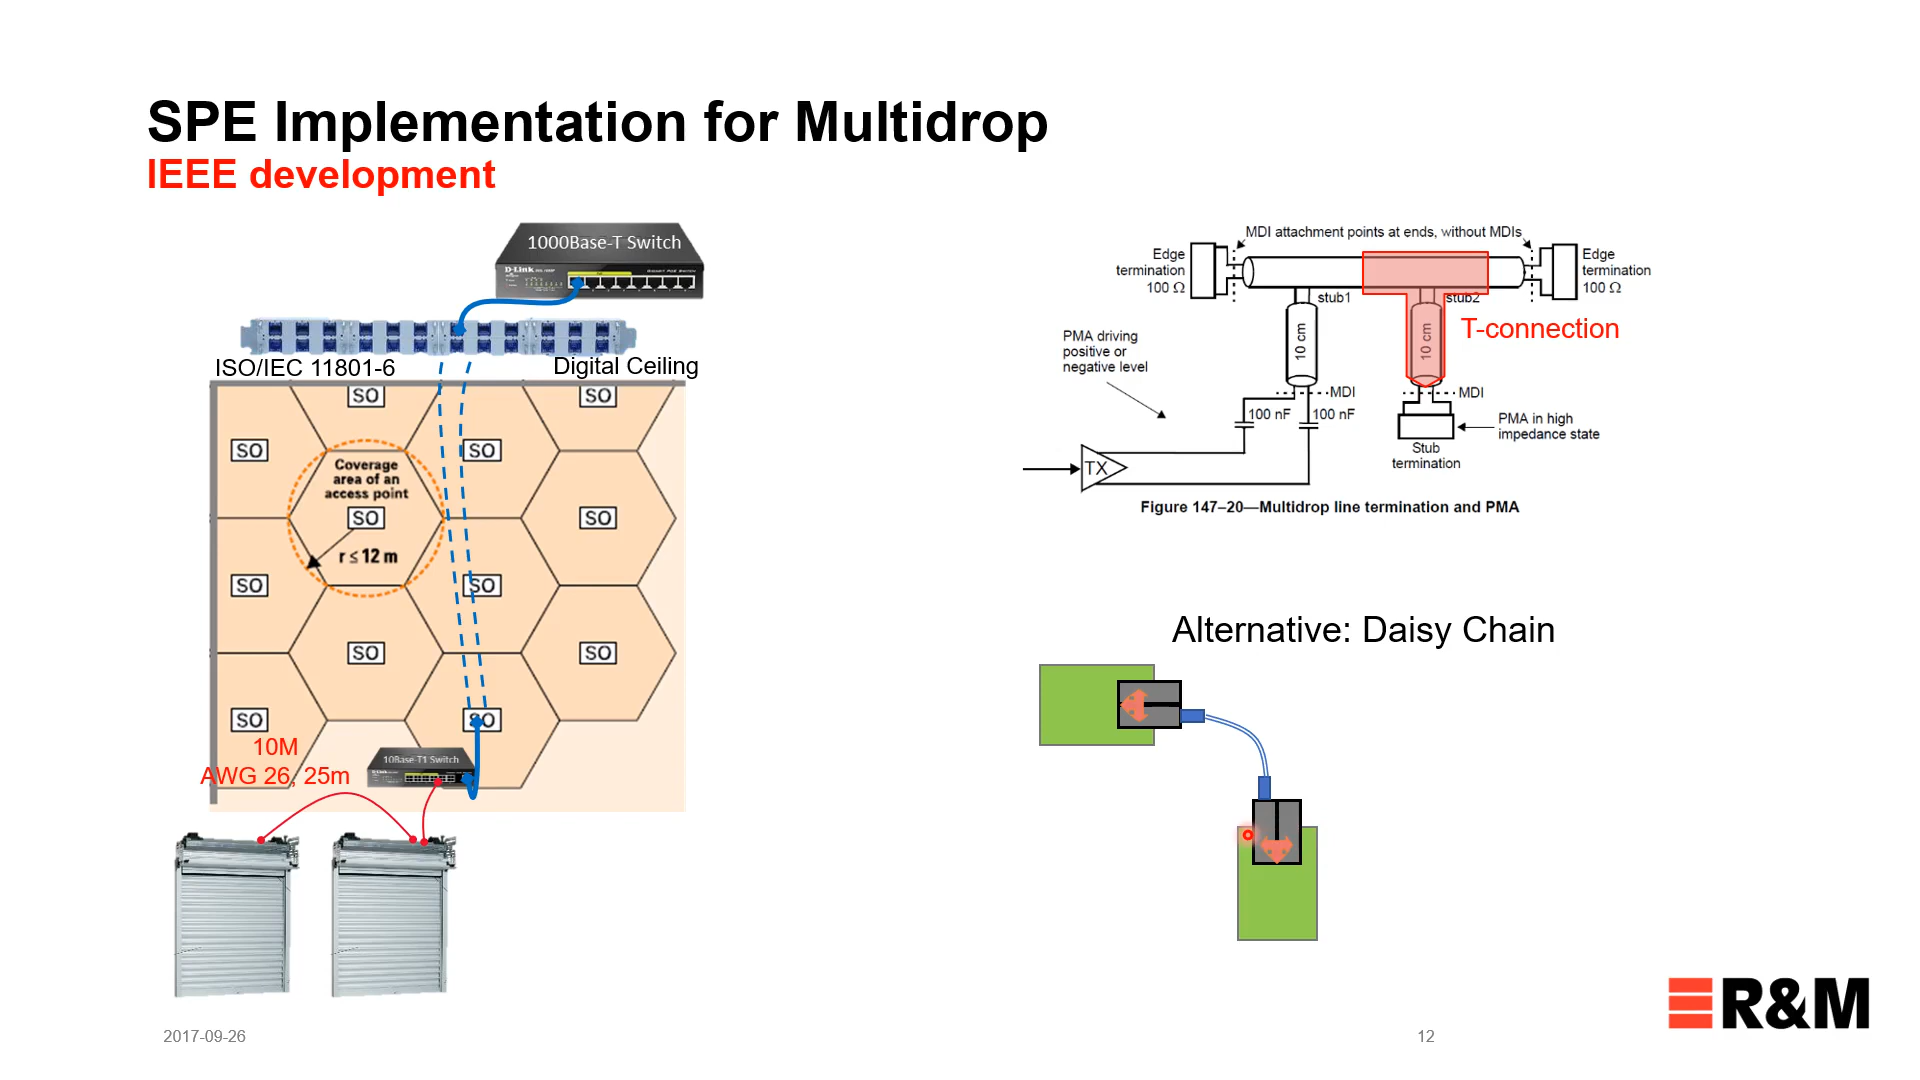 SPE Implementation for Multidrop
IEEE development
1000Base-T Switch
D-Link
ISO/IEC 11801-6
Digital Ceiling
SO
SO
SO
SO
Coverage
area of an
access point
SO
r ≤ 12 m
SO
SO
SO
SO
SO
SO
SO
10M
AWG 26, 25m
10Base-T1 Switch
MDI attachment points at ends, without MDIs
Edge
termination
100 Ω
Edge
termination
100 Ω
stub1
stub2
T-connection
10 cm
10 cm
PMA driving
positive or
negative level
MDI
MDI
100 nF
100 nF
PMA in high
impedance state
Stub
termination
TX
Figure 147–20—Multidrop line termination and PMA
Alternative: Daisy Chain
2017-09-26
12
R&M